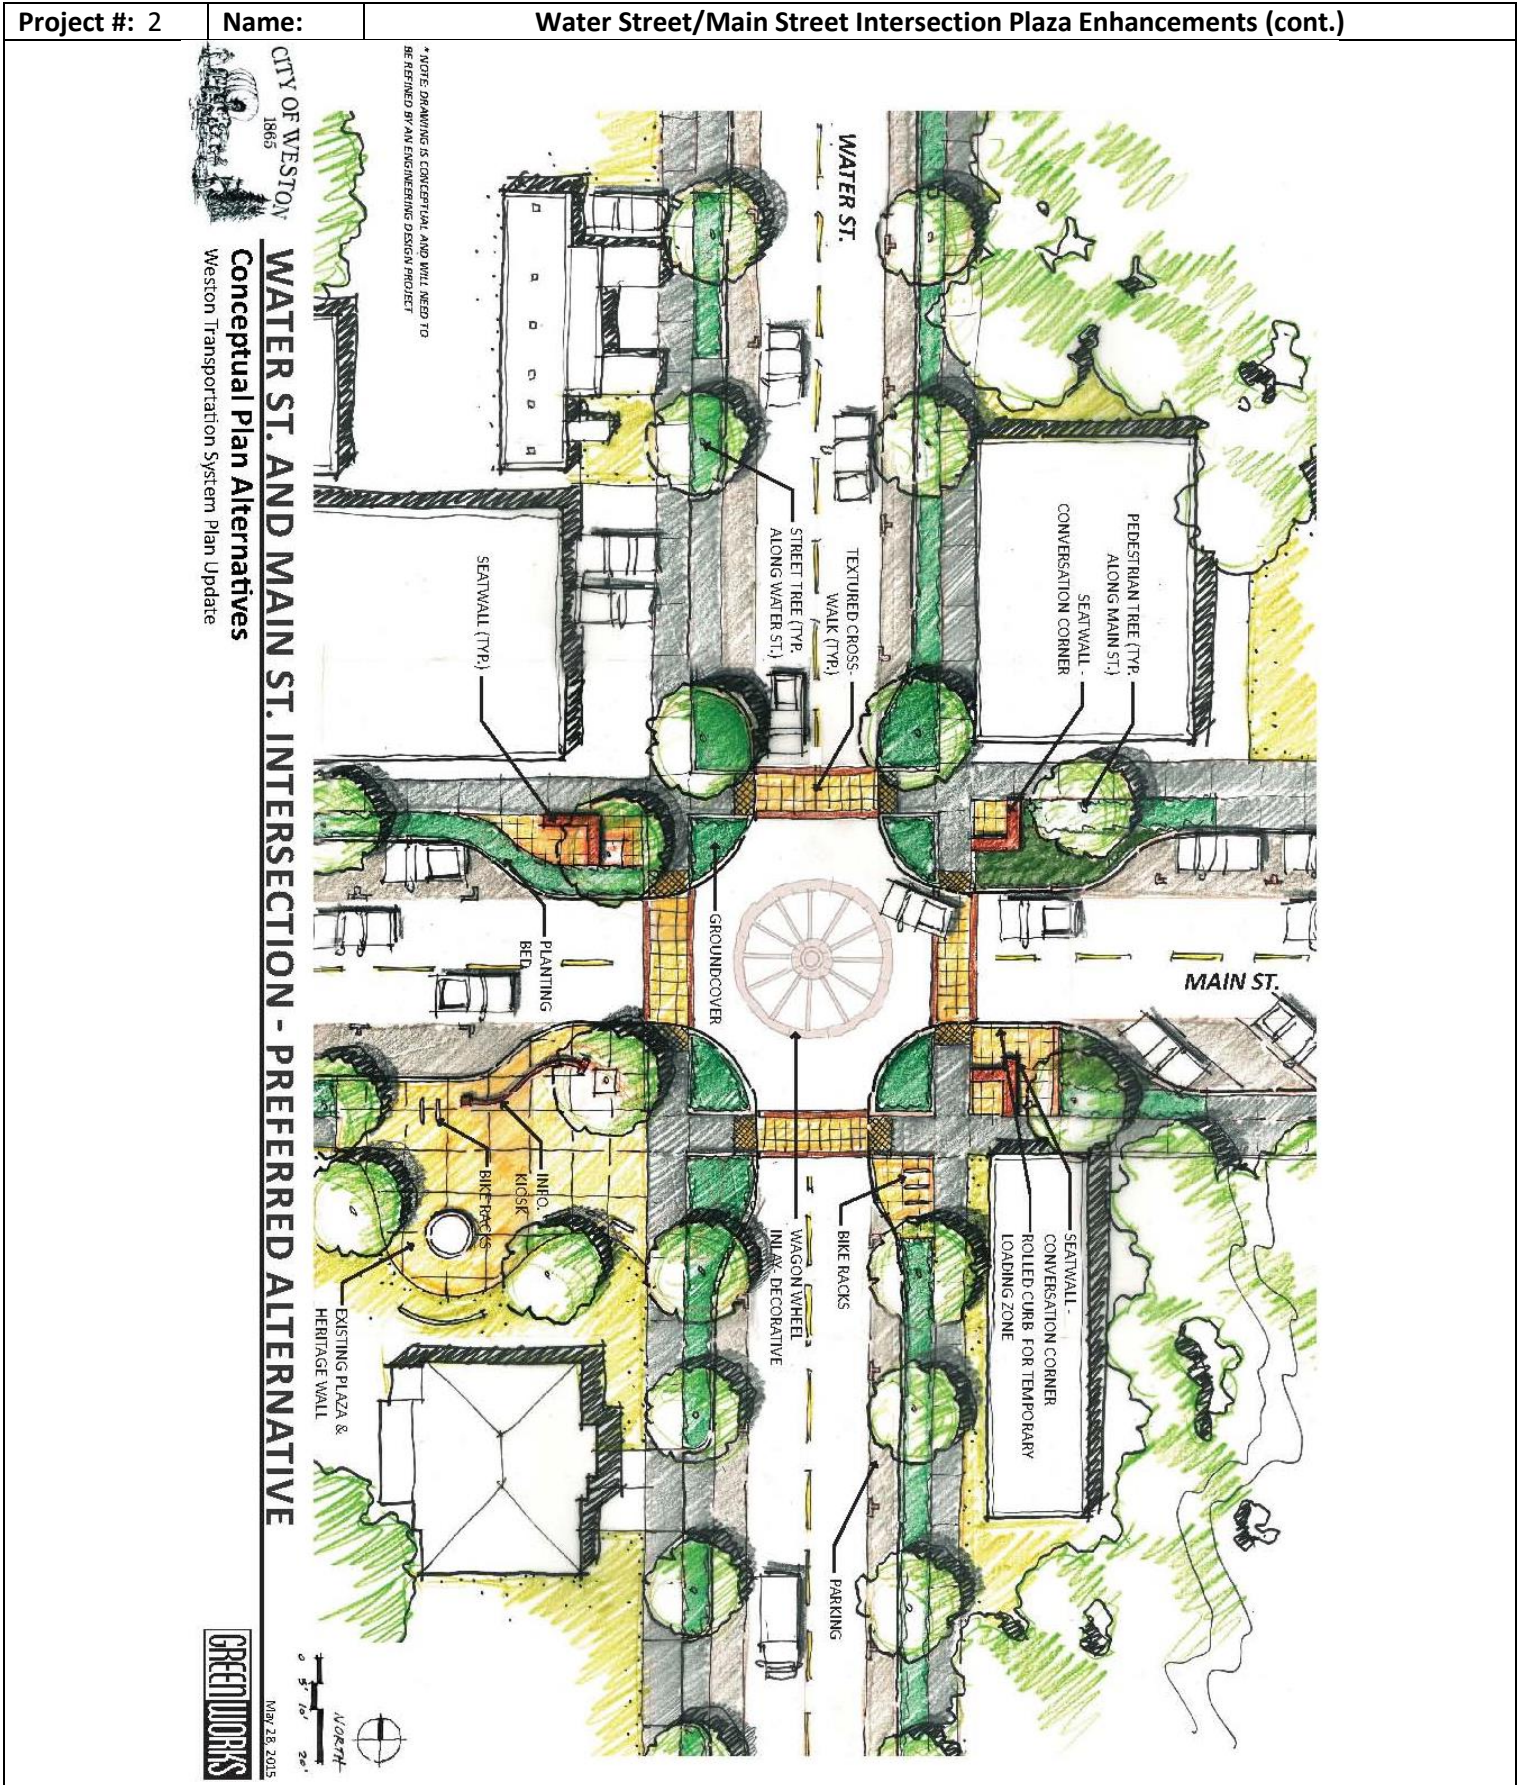 Project #: 2
Name:
Water Street/Main Street Intersection Plaza Enhancements (cont.)
* NOTE: DRAWING IS CONCEPTUAL AND WILL NEED TO
BE REFINED BY AN ENGINEERING DESIGN PROJECT
CITY OF WESTON
1865
WATER ST.
MAIN ST.
PEDESTRIAN TREE (TYP.
ALONG MAIN ST.)
SEATWALL -
CONVERSATION CORNER
TEXTURED CROSS-
WALK (TYP.)
STREET TREE (TYP.
ALONG WATER ST.)
SEATWALL (TYP.)
GROUNDCOVER
PLANTING
BED
INFO.
KIOSK
BIKE RACKS
EXISTING PLAZA &
HERITAGE WALL
WAGON WHEEL
INLAY- DECORATIVE
BIKE RACKS
SEATWALL -
CONVERSATION CORNER
ROLLED CURB FOR TEMPORARY
LOADING ZONE
PARKING
WATER ST. AND MAIN ST. INTERSECTION - PREFERRED ALTERNATIVE
Conceptual Plan Alternatives
Weston Transportation System Plan Update
0 5' 10' 20'
NORTH
May 28, 2015
GREENWORKS